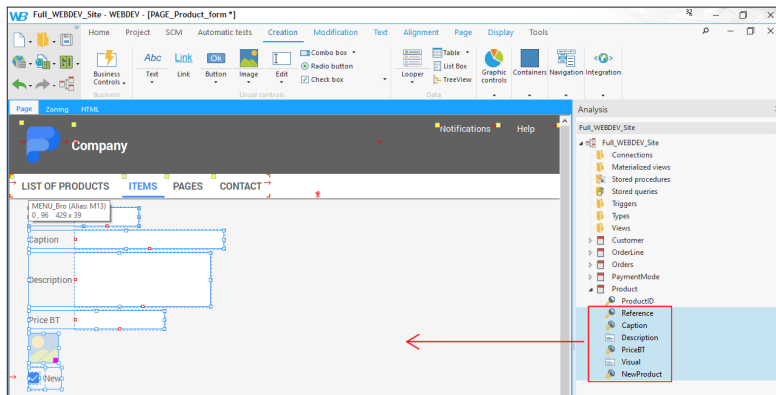 Full_WEBDEV_Site - WEBDEV - [PAGE_Product_form *]
Home Project SCM Automatic tests Creation Modification Text Alignment Page Display Tools
Business Controls
Abc Text
Link Link
Ok Button
Image
Edit
Combo box
Radio button
Check box
Looper
Table
List Box
TreeView
Graphic controls
Containers
Navigation
Integration
Business Usual controls Data
Page Zoning HTML
Company
Notifications Help
LIST OF PRODUCTS ITEMS PAGES CONTACT
MENU_Bro (Alias: M13)
0 , 96 429 x 39
Caption
Description
Price BT
New
Analysis
Full_WEBDEV_Site
Full_WEBDEV_Site
Connections
Materialized views
Stored procedures
Stored queries
Triggers
Types
Views
Customer
OrderLine
Orders
PaymentMode
Product
ProductID
Reference
Caption
Description
PriceBT
Visual
NewProduct